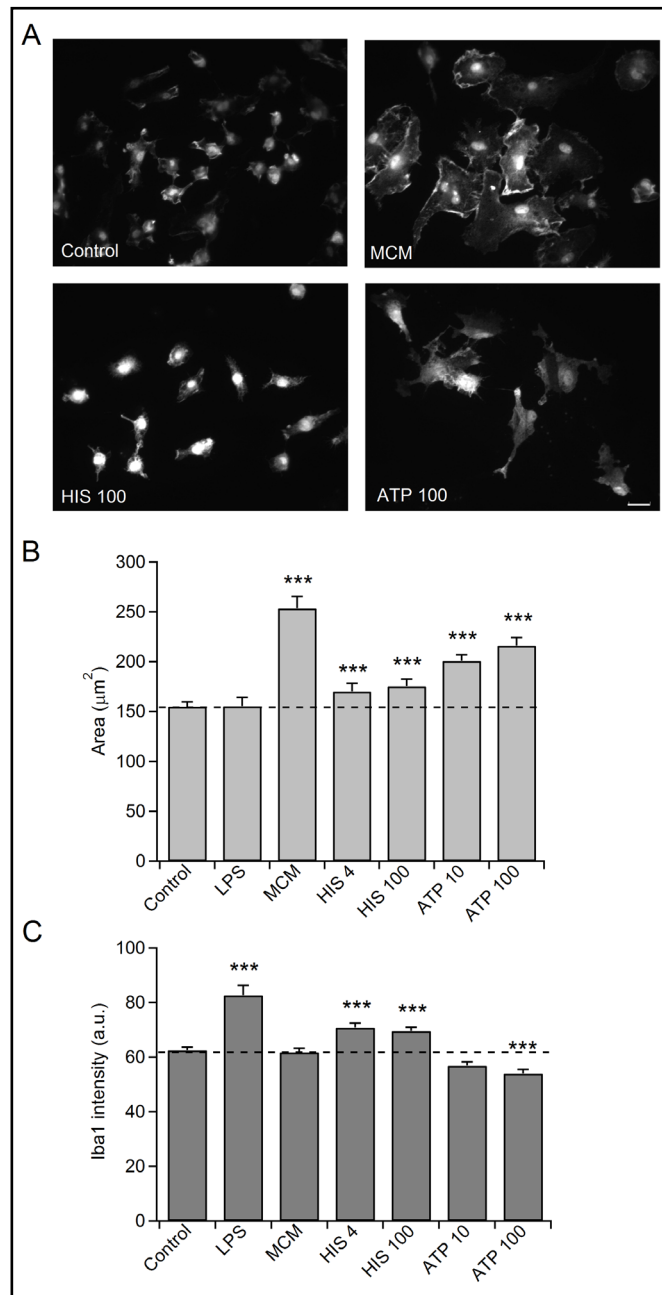 A
Control
MCM
HIS 100
ATP 100
B
300
250
200
150
100
50
0
Area (μm²)
***
***
***
***
***
Control
LPS
MCM
HIS 4
HIS 100
ATP 10
ATP 100
C
100
80
60
40
20
0
Iba1 intensity (a.u.)
***
***
***
***
Control
LPS
MCM
HIS 4
HIS 100
ATP 10
ATP 100